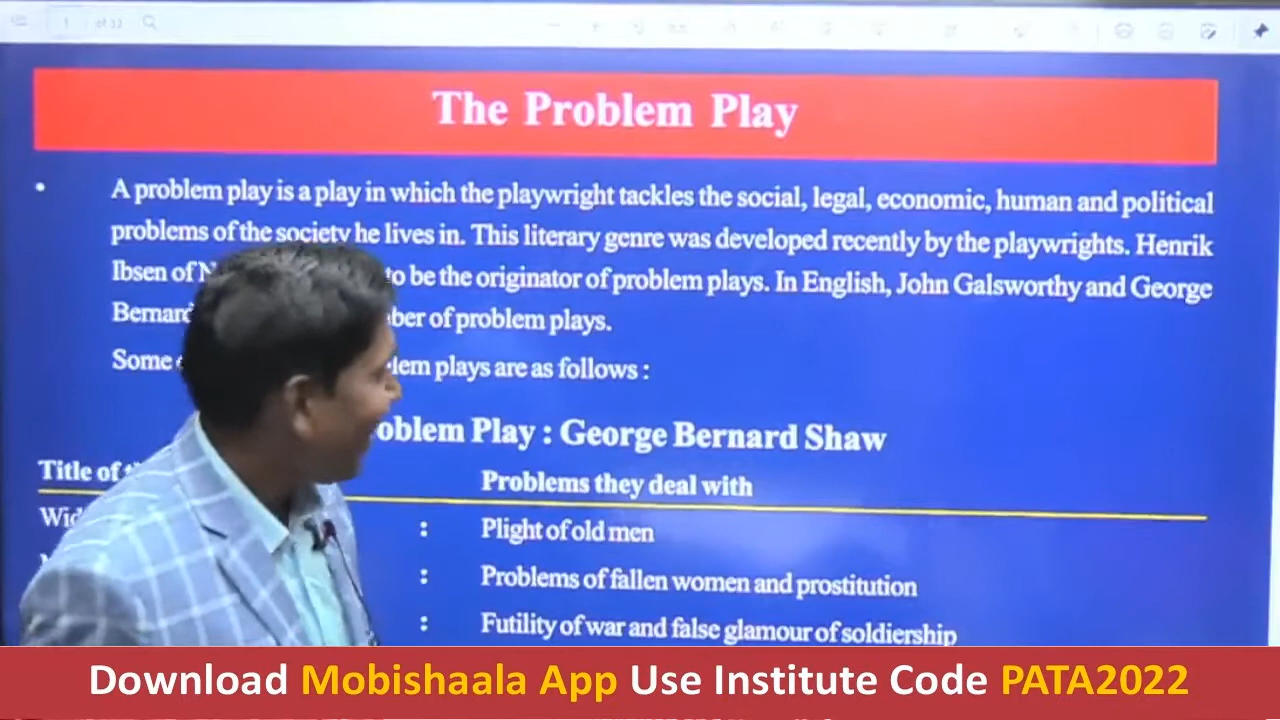 1 of 32
The Problem Play
• A problem play is a play in which the playwright tackles the social, legal, economic, human and political
problems of the society he lives in. This literary genre was developed recently by the playwrights. Henrik
Ibsen of to be the originator of problem plays. In English, John Galsworthy and George
Bernard of problem plays.
Some plays are as follows :
Play : George Bernard Shaw
Title of
Problems they deal with
: Plight of old men
: Problems of fallen women and prostitution
: Futility of war and false glamour of soldiership
Download Mobishaala App Use Institute Code PATA2022